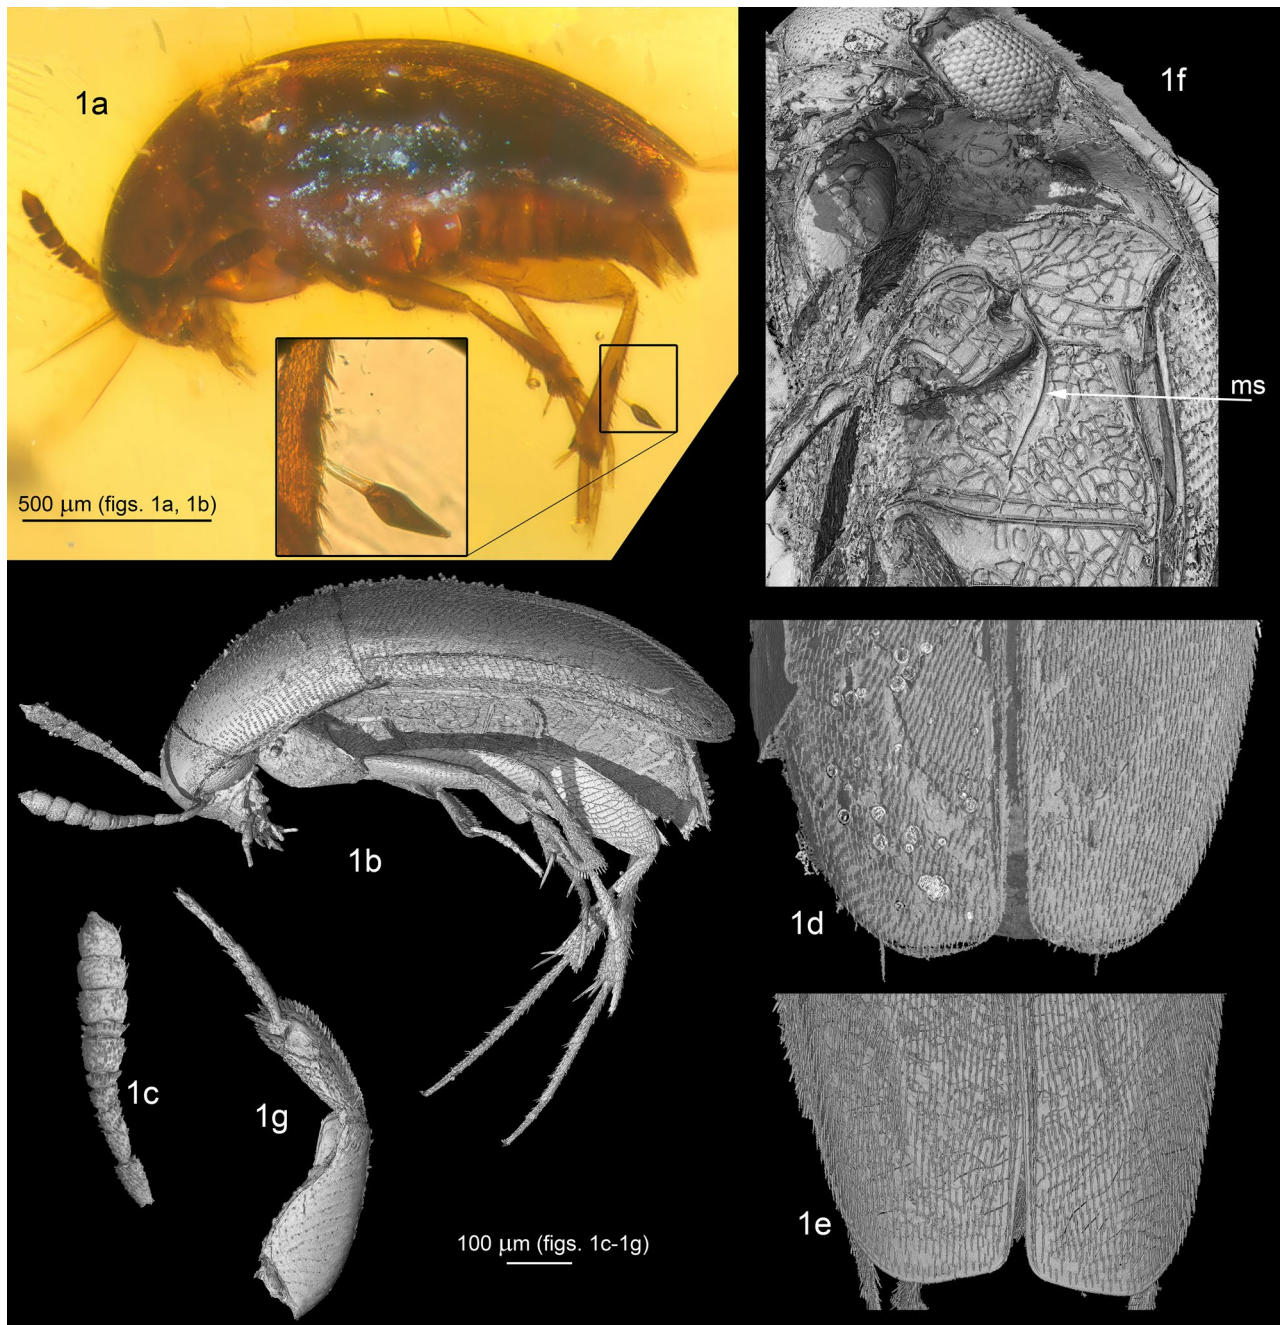 1a
1f
ms
500 µm (figs. 1a, 1b)
1b
1d
1c
1g
1e
100 µm (figs. 1c-1g)